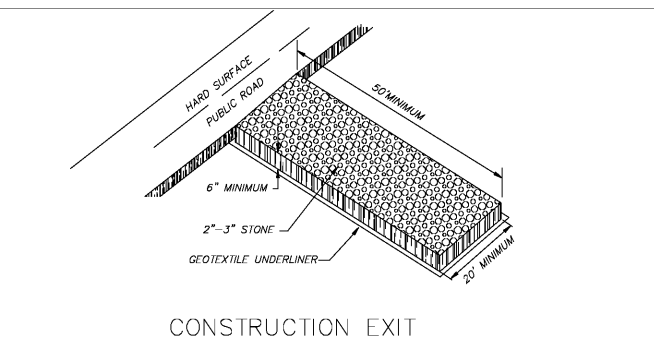 HARD SURFACE
PUBLIC ROAD
50'MINIMUM
6" MINIMUM
2"-3" STONE
GEOTEXTILE UNDERLINER
20' MINIMUM
CONSTRUCTION EXIT